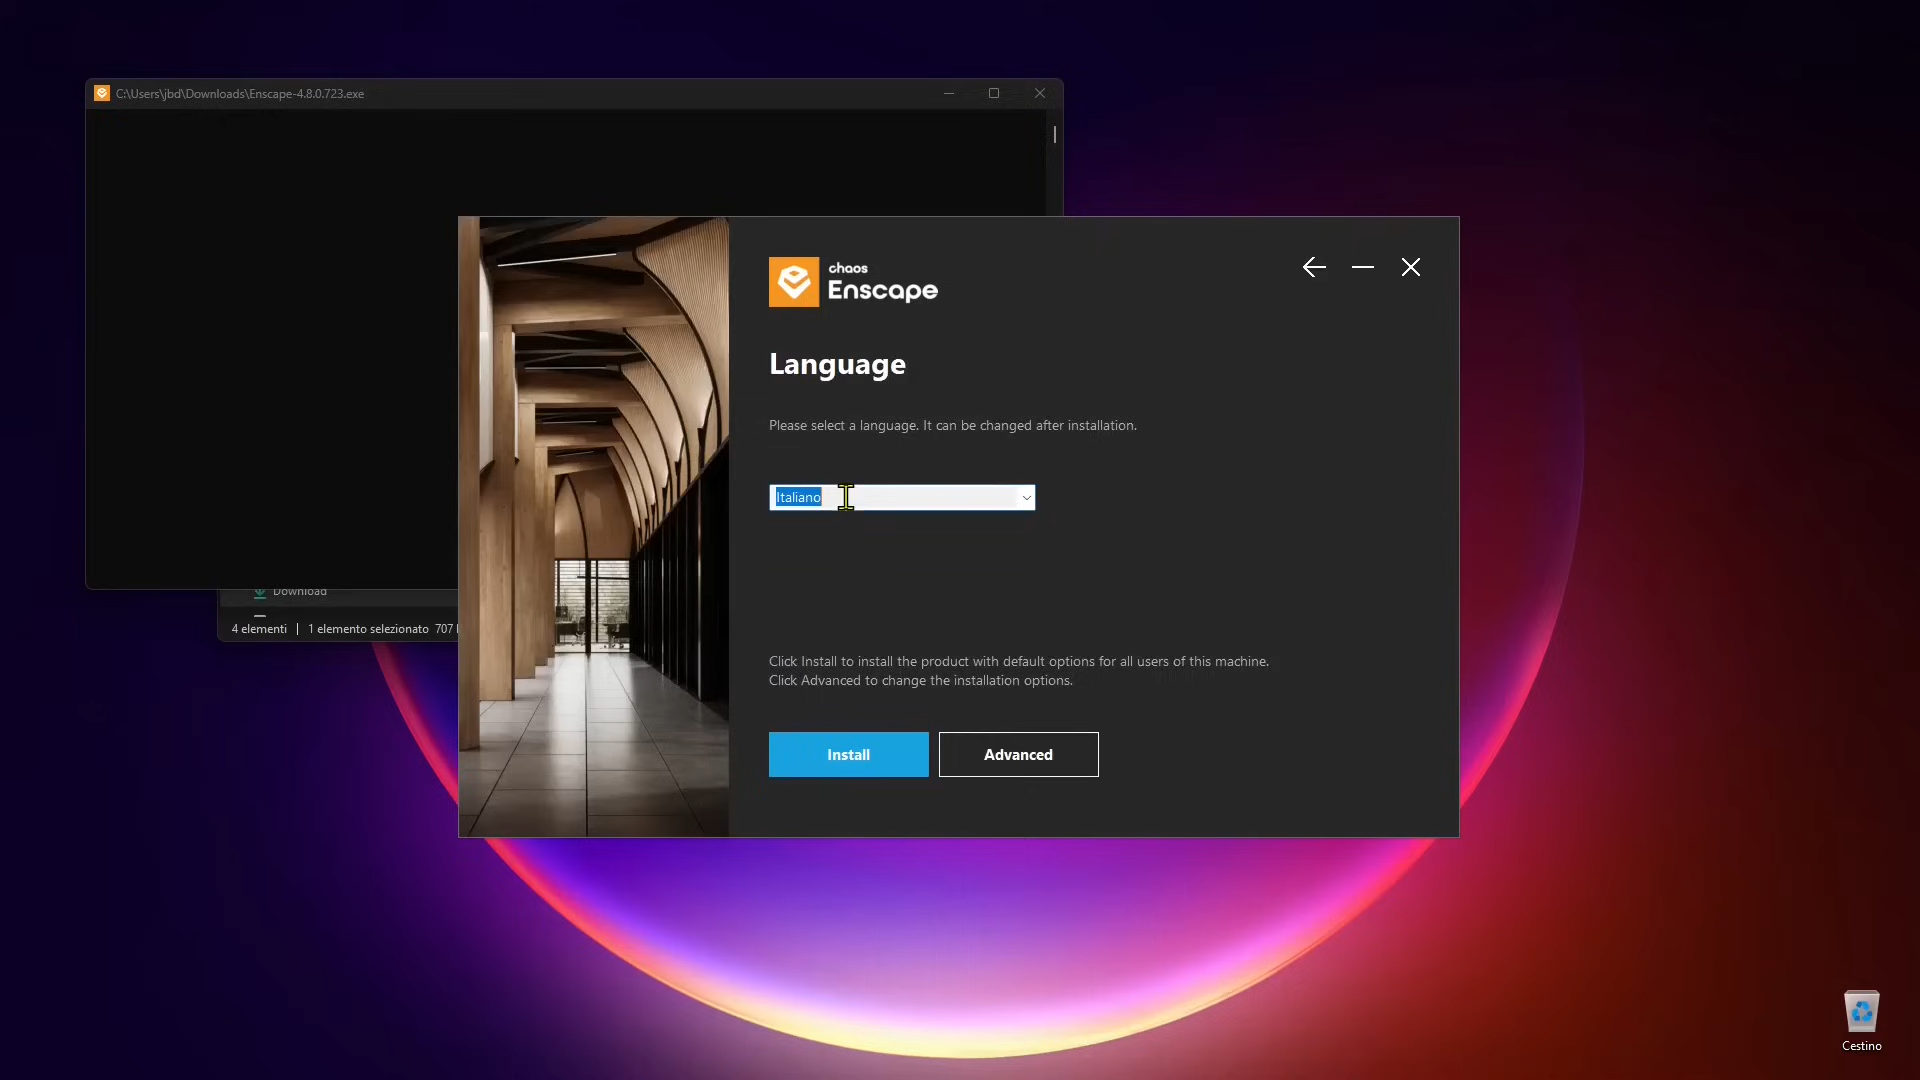 C:\Users\jbd\Downloads\Enscape-4.8.0.723.exe
chaos
Enscape
Language
Please select a language. It can be changed after installation.
Italiano
Download
4 elementi | 1 elemento selezionato 707
Click Install to install the product with default options for all users of this machine.
Click Advanced to change the installation options.
Install
Advanced
Cestino